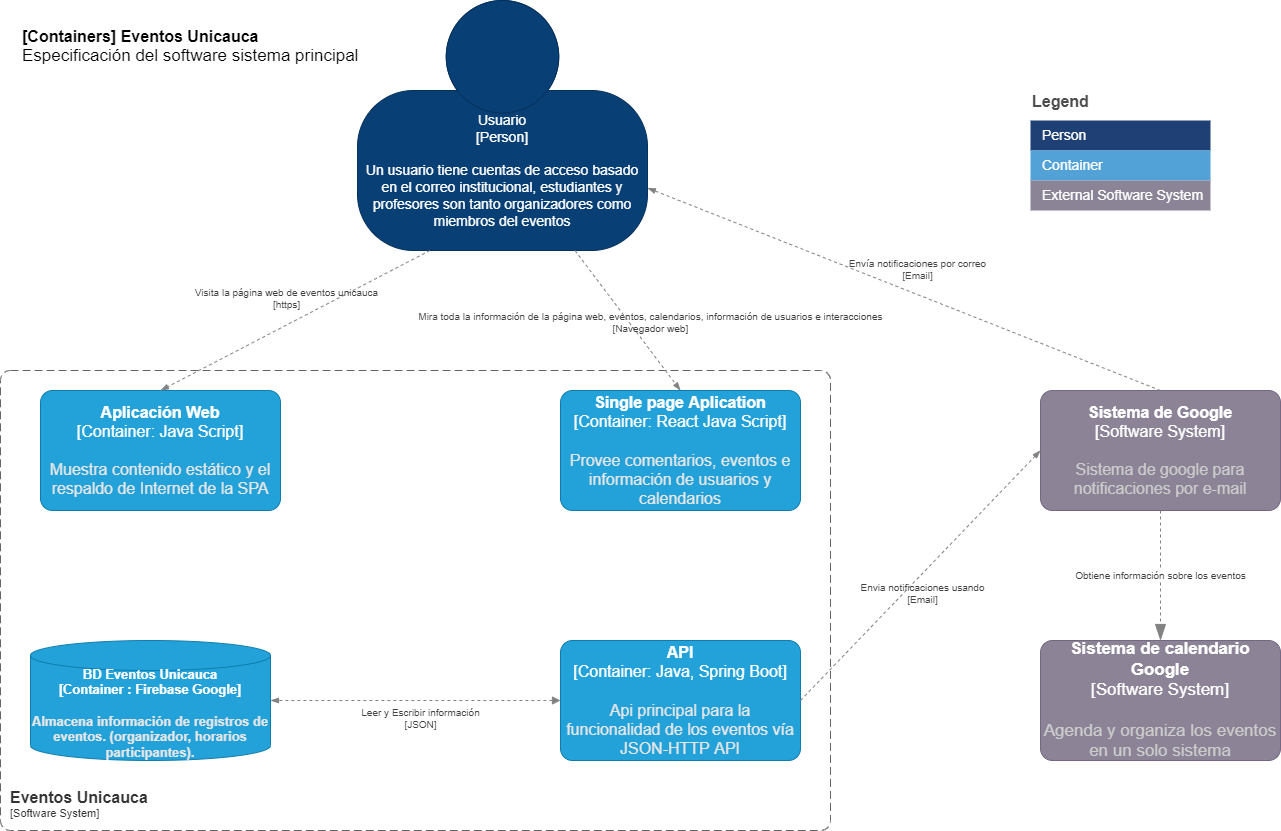 [Containers] Eventos Unicauca
Especificación del software sistema principal
Usuario
[Person]
Un usuario tiene cuentas de acceso basado
en el correo institucional, estudiantes y
profesores son tanto organizadores como
miembros del eventos
Legend
Person
Container
External Software System
Envía notificaciones por correo
[Email]
Visita la página web de eventos unicauca
[https]
Mira toda la información de la página web, eventos, calendarios, información de usuarios e interacciones
[Navegador web]
Aplicación Web
[Container: Java Script]
Muestra contenido estático y el
respaldo de Internet de la SPA
Single page Aplication
[Container: React Java Script]
Provee comentarios, eventos e
información de usuarios y
calendarios
Sistema de Google
[Software System]
Sistema de google para
notificaciones por e-mail
Obtiene información sobre los eventos
Envia notificaciones usando
[Email]
BD Eventos Unicauca
[Container : Firebase Google]
Almacena información de registros de
eventos. (organizador, horarios
participantes).
Leer y Escribir información
[JSON]
API
[Container: Java, Spring Boot]
Api principal para la
funcionalidad de los eventos vía
JSON-HTTP API
Sistema de calendario
Google
[Software System]
Agenda y organiza los eventos
en un solo sistema
Eventos Unicauca
[Software System]